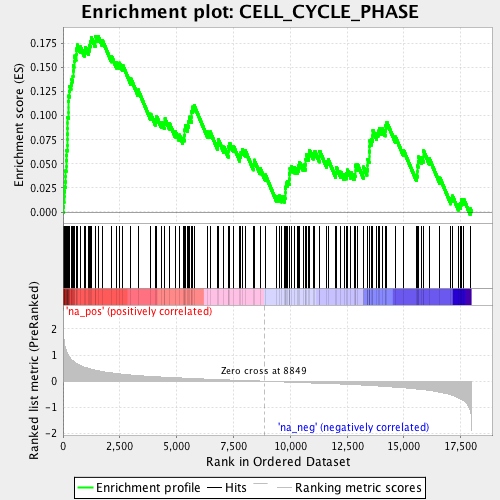 Enrichment plot: CELL_CYCLE_PHASE
Enrichment score (ES)
0.175
0.150
0.125
0.100
0.075
0.050
0.025
0.000
'na_pos' (positively correlated)
Ranked list metric (PreRanked)
2
1
0
-1
-2
Zero cross at 8849
'na_neg' (negatively correlated)
0
2,500
5,000
7,500
10,000
12,500
15,000
17,500
Rank in Ordered Dataset
Enrichment profile
Hits
Ranking metric scores